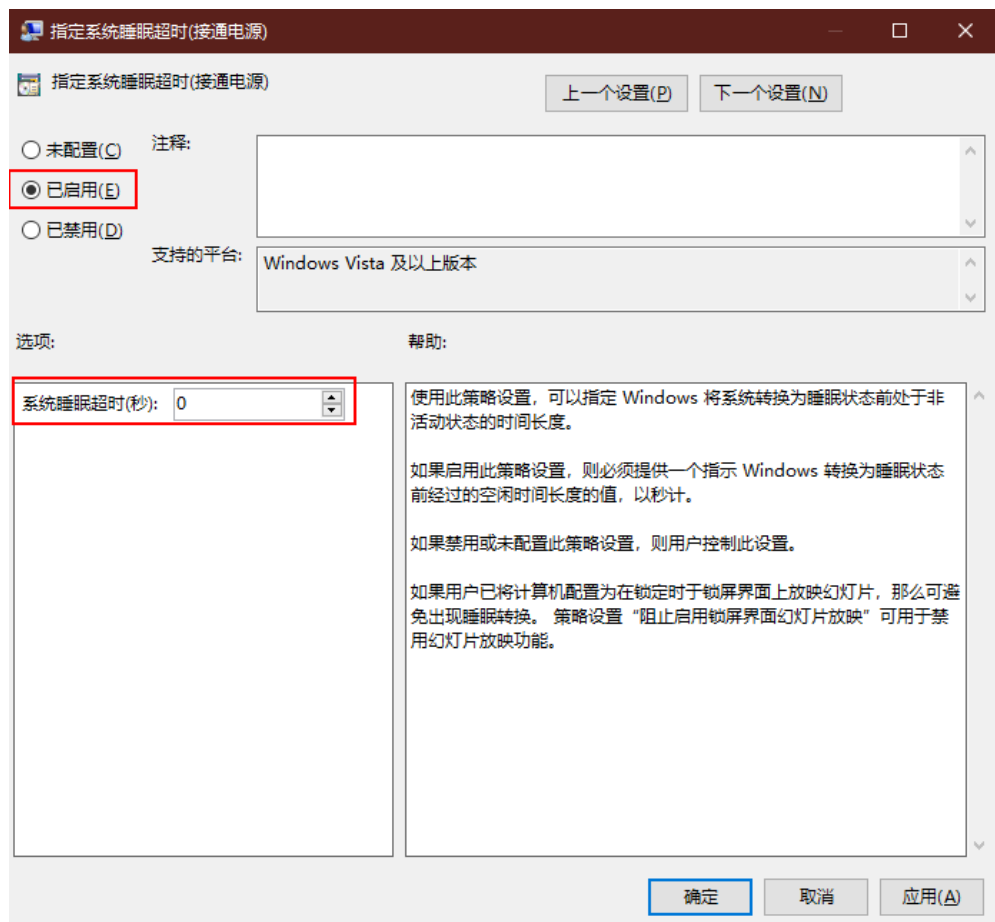 指定系统睡眠超时(接通电源)
指定系统睡眠超时(接通电源)
上一个设置(P)
下一个设置(N)
未配置(C)
注释:
已启用(E)
已禁用(D)
支持的平台:
Windows Vista 及以上版本
选项:
帮助:
系统睡眠超时(秒):
0
使用此策略设置，可以指定 Windows 将系统转换为睡眠状态前处于非
活动状态的时间长度。
如果启用此策略设置，则必须提供一个指示 Windows 转换为睡眠状态
前经过的空闲时间长度的值，以秒计。
如果禁用或未配置此策略设置，则用户控制此设置。
如果用户已将计算机配置为在锁定时于锁屏界面上放映幻灯片，那么可避
免出现睡眠转换。 策略设置“阻止启用锁屏界面幻灯片放映”可用于禁
用幻灯片放映功能。
确定
取消
应用(A)